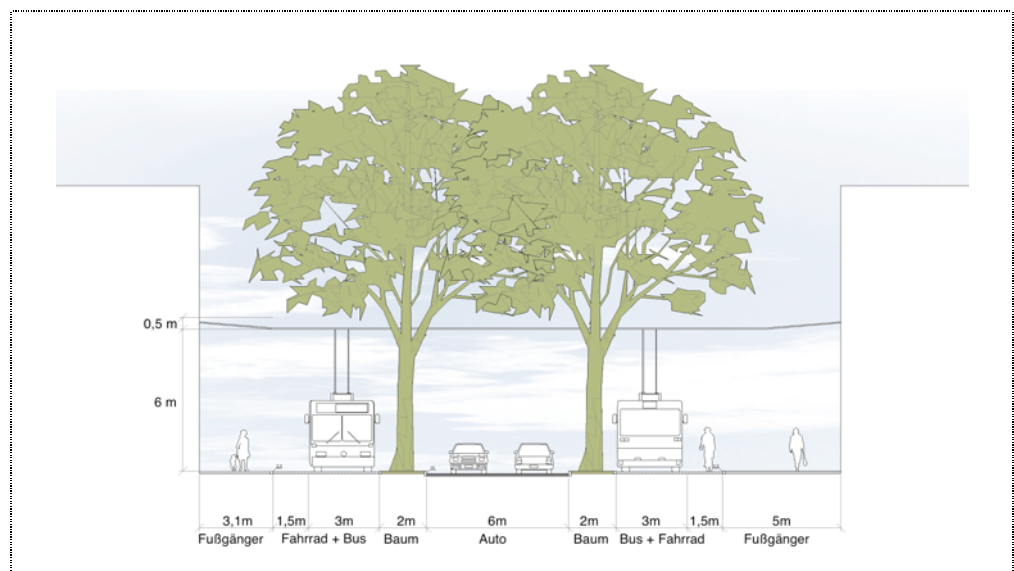 0,5 m
6 m
3,1m 1,5m 3m 2m 6m 2m 3m 1,5m 5m
Fußgänger Fahrrad + Bus Baum Auto Baum Bus + Fahrrad Fußgänger